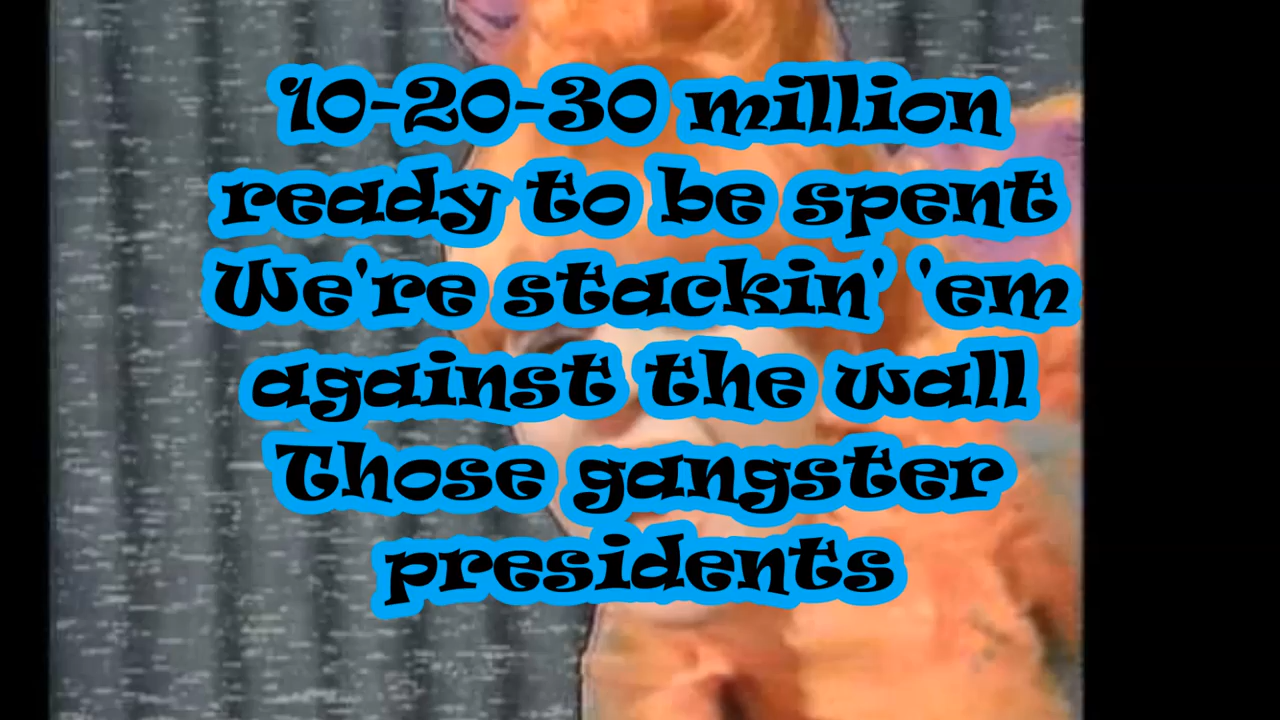 10-20-30 million
ready to be spent
We're stackin' 'em
against the wall
Those gangster
presidents